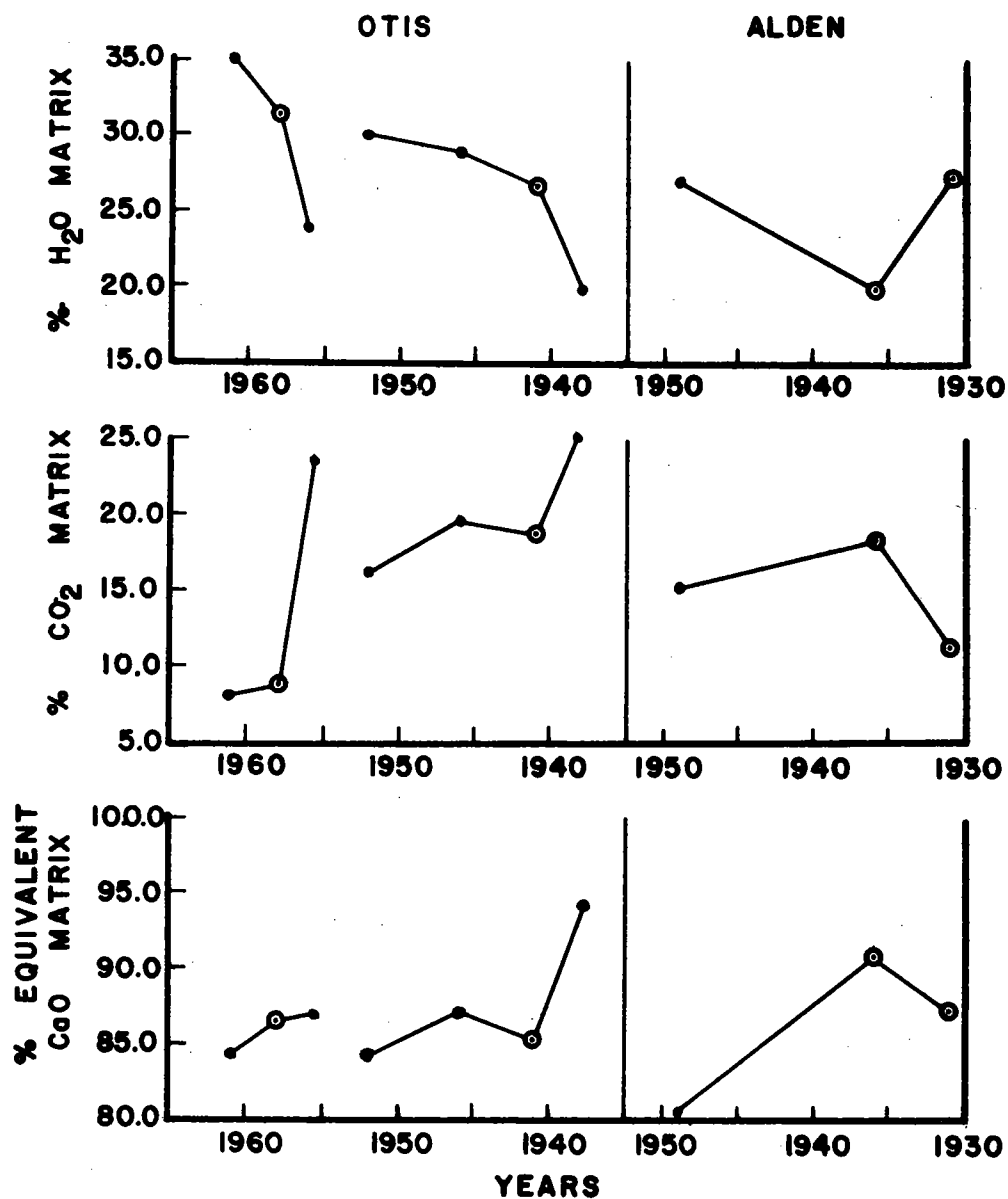 OTIS ALDEN
% H2O MATRIX
35.0
30.0
25.0
20.0
15.0
1960 1950 1940 1950 1940 1930
% CO2 MATRIX
25.0
20.0
15.0
10.0
5.0
1960 1950 1940 1950 1940 1930
% EQUIVALENT
CaO MATRIX
100.0
95.0
90.0
85.0
80.0
1960 1950 1940 1950 1940 1930
YEARS